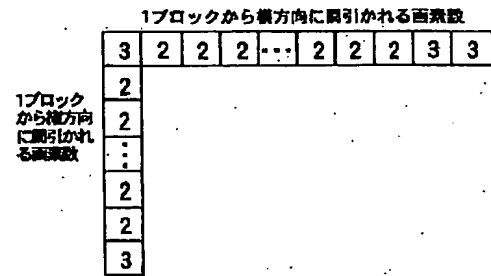 1ブロックから横方向に間引かれる画素数
3 2 2 2 … 2 2 2 3 3
1ブロック
から縦方向
に間引かれ
る画素数
2
2
⋮
2
2
3